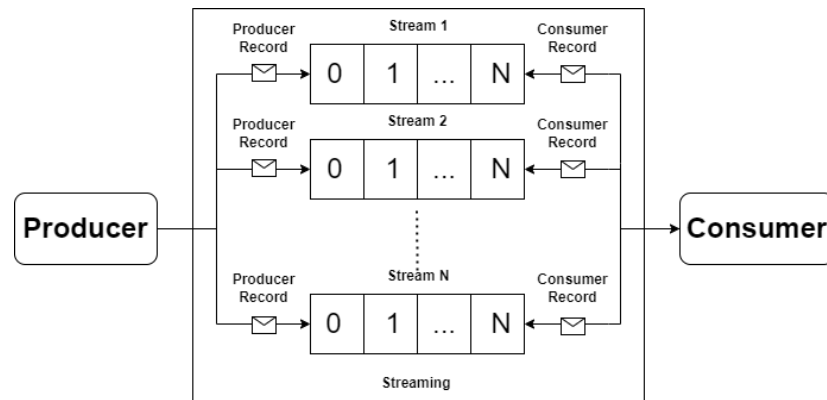 Stream 1
Producer
Record
Consumer
Record
0 1 ... N
Stream 2
Producer
Record
Consumer
Record
0 1 ... N
Producer
Consumer
Stream N
Producer
Record
Consumer
Record
0 1 ... N
Streaming